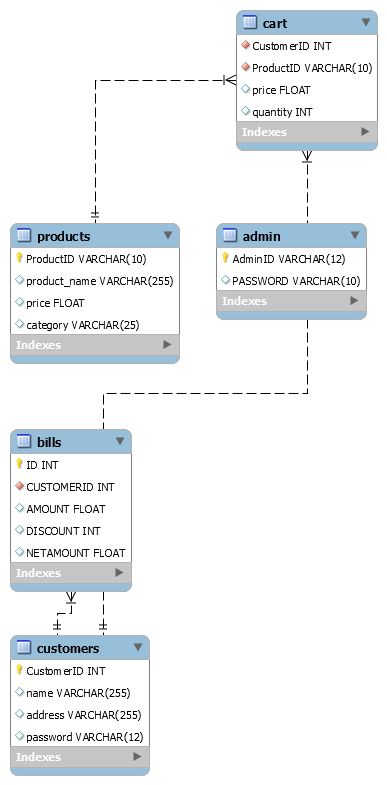 cart
CustomerID INT
ProductID VARCHAR(10)
price FLOAT
quantity INT
Indexes
products
ProductID VARCHAR(10)
product_name VARCHAR(255)
price FLOAT
category VARCHAR(25)
Indexes
admin
AdminID VARCHAR(12)
PASSWORD VARCHAR(10)
Indexes
bills
ID INT
CUSTOMERID INT
AMOUNT FLOAT
DISCOUNT INT
NETAMOUNT FLOAT
Indexes
customers
CustomerID INT
name VARCHAR(255)
address VARCHAR(255)
password VARCHAR(12)
Indexes